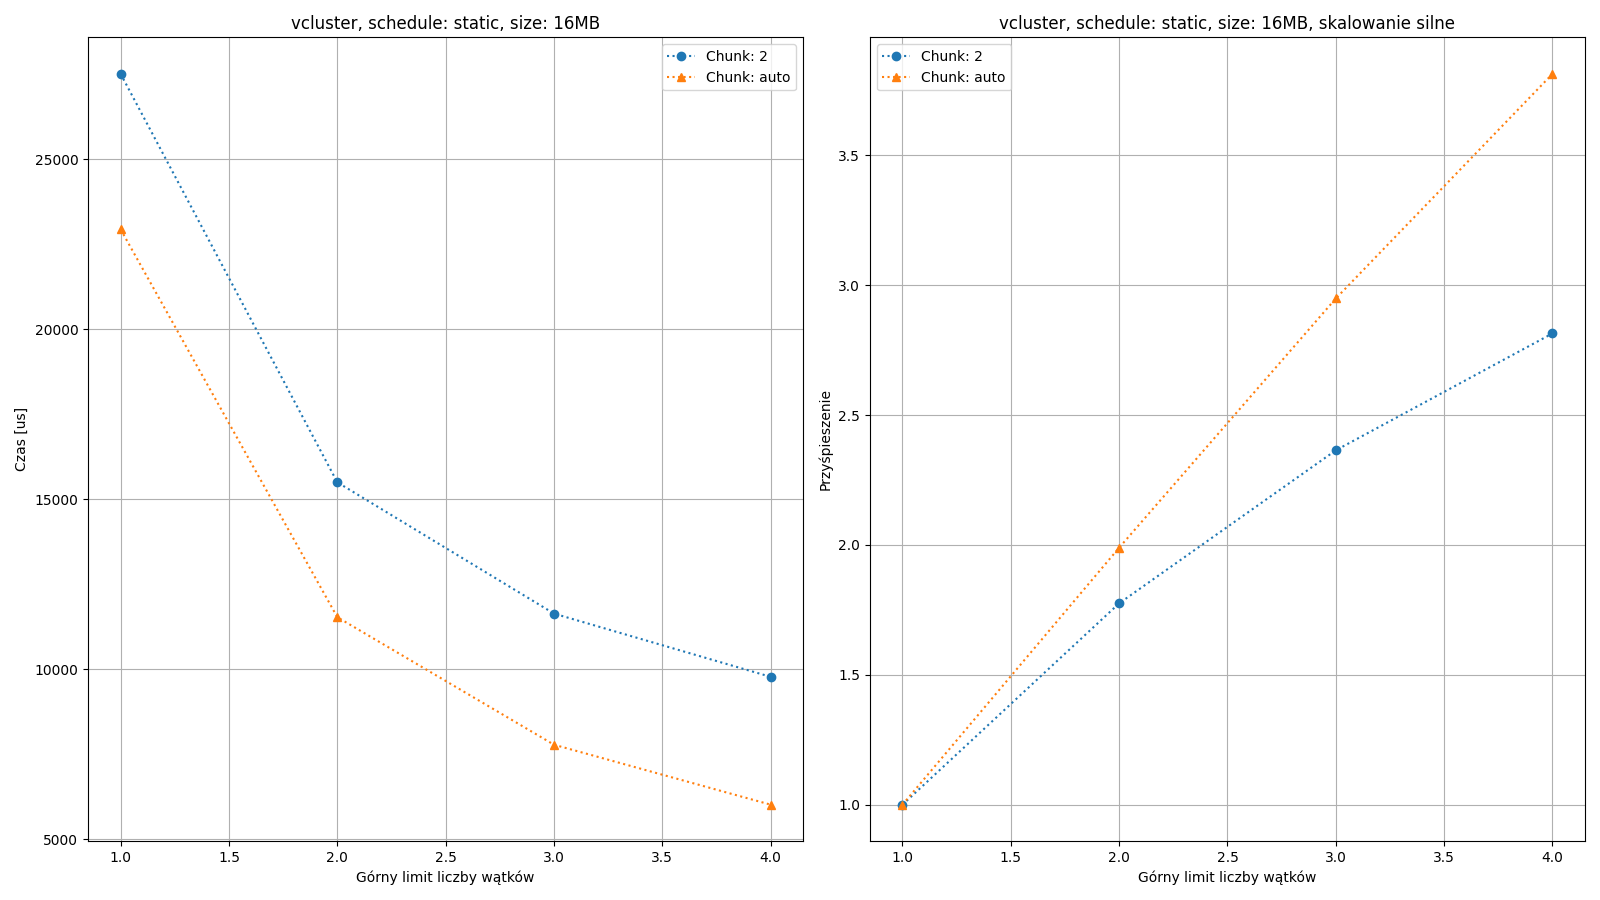 vcluster, schedule: static, size: 16MB
Chunk: 2
Chunk: auto
25000
20000
15000
10000
5000
Czas [us]
1.0 1.5 2.0 2.5 3.0 3.5 4.0
Górny limit liczby wątków
vcluster, schedule: static, size: 16MB, skalowanie silne
Chunk: 2
Chunk: auto
3.5
3.0
2.5
2.0
1.5
1.0
Przyśpieszenie
1.0 1.5 2.0 2.5 3.0 3.5 4.0
Górny limit liczby wątków